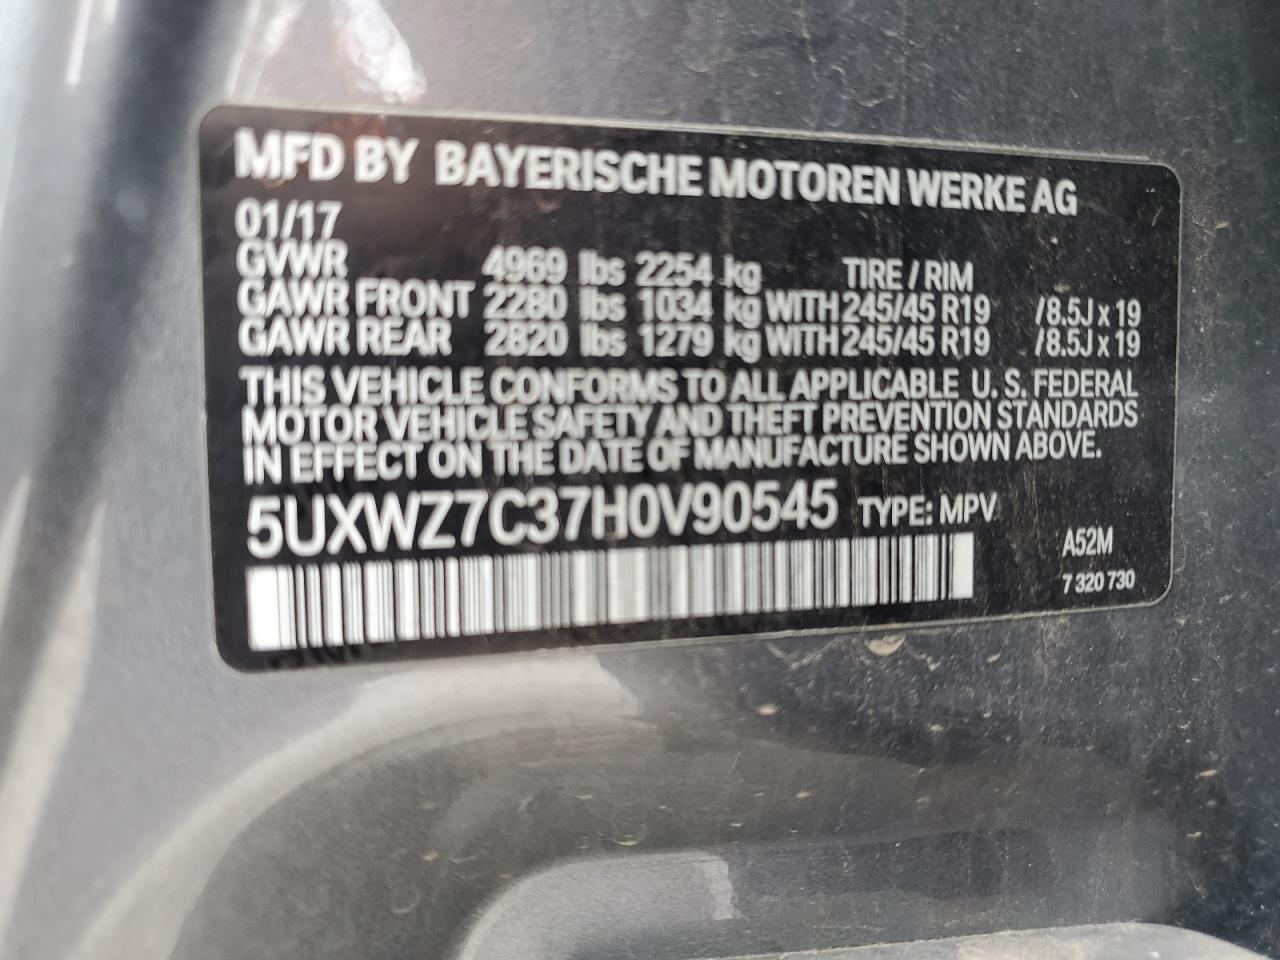 MFD BY BAYERISCHE MOTOREN WERKE AG
01/17
GVWR 4969 lbs 2254 kg TIRE / RIM
GAWR FRONT 2280 lbs 1034 kg WITH 245/45 R19 /8.5J x 19
GAWR REAR 2820 lbs 1279 kg WITH 245/45 R19 /8.5J x 19
THIS VEHICLE CONFORMS TO ALL APPLICABLE U. S. FEDERAL
MOTOR VEHICLE SAFETY AND THEFT PREVENTION STANDARDS
IN EFFECT ON THE DATE OF MANUFACTURE SHOWN ABOVE.
5UXWZ7C37H0V90545 TYPE: MPV
A52M
7 320 730